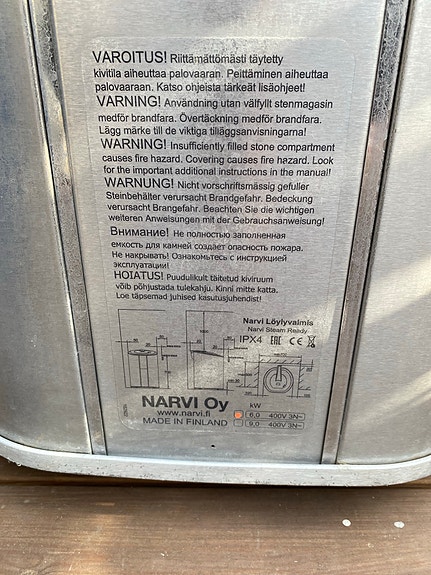 VAROITUS! Riittämättömästi täytetty
kivitila aiheuttaa palovaaran. Peittäminen aiheuttaa
palovaaran. Katso ohjeista tärkeät lisäohjeet!
VARNING! Användning utan välfyllt stenmagasin
medför brandfara. Övertäckning medför brandfara.
Lägg märke till de viktiga tilläggsanvisningarna!
WARNING! Insufficiently filled stone compartment
causes fire hazard. Covering causes fire hazard. Look
for the important additional instructions in the manual!
WARNUNG! Nicht vorschriftsmässig gefuller
Steinbehälter verursacht Brandgefahr. Bedeckung
verursacht Brangefahr. Beachten Sie die wichtigen
weiteren Anweisungen mit der Gebrauchsanweisung!
Внимание! Не полностью заполненная
емкость для камней создает опасность пожара.
Не накрывать! Ознакомьтесь с инструкцией
эксплуатации!
HOIATUS! Puudulikult täitetud kiviruum
võib põhjustada tulekahju. Kinni mitte katta.
Loe täpsemad juhised kasutusjuhendist!
Narvi Löylyvalmis
Narvi Steam Ready
IPX4 EAC CE
NARVI Oy
www.narvi.fi
MADE IN FINLAND
kW
6,0 400V 3N~
9,0 400V 3N~